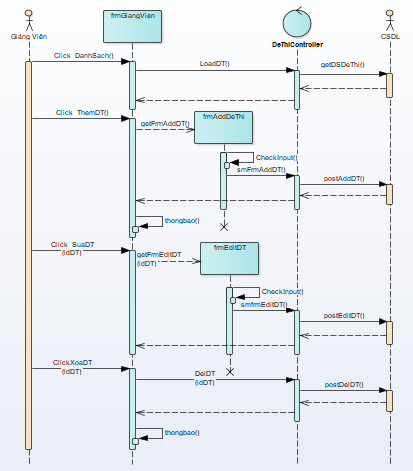 frmGiangVien
Giảng Viên
DeThiController
CSDL
Click DanhSach()
LoadDT()
getDSDeThi()
Click ThemDT()
getFrmAddDT()
frmAddDeThi
CheckInput()
smFrmAddDT()
postAddDT()
thongbao()
Click SuaDT
(idDT)
getFrmEditDT
(idDT)
frmEditDT
CheckInput()
smfrmEditDT()
postEditDT()
ClickXoaDT
(idDT)
DelDT
(idDT)
postDelDT()
thongbao()